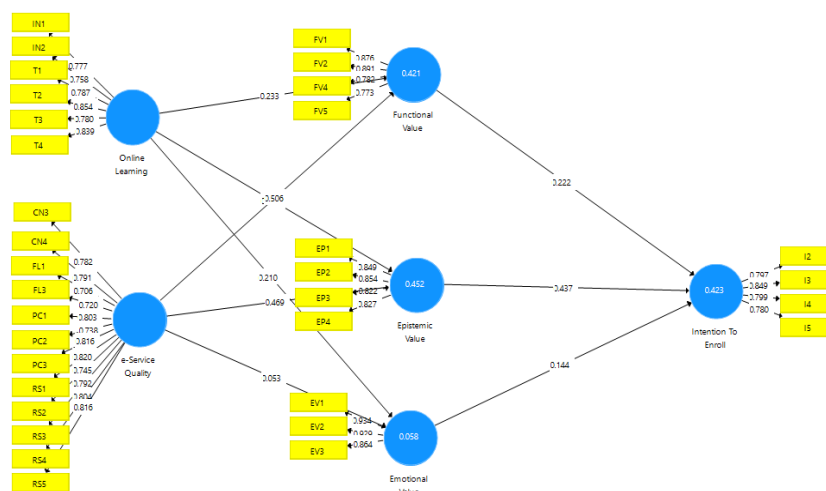 IN1
IN2
T1
T2
T3
T4
0.777
0.758
0.787
0.854
0.780
0.839
Online
Learning
CN3
CN4
FL1
FL3
PC1
PC2
PC3
RS1
RS2
RS3
RS4
RS5
0.782
0.791
0.706
0.720
0.803
0.738
0.816
0.820
0.745
0.792
0.804
0.816
e-Service
Quality
0.233
0.506
0.210
0.469
0.053
FV1
FV2
FV4
FV5
0.876
0.891
0.782
0.773
0.421
Functional
Value
EP1
EP2
EP3
EP4
0.849
0.854
0.822
0.827
0.452
Epistemic
Value
EV1
EV2
EV3
0.934
0.929
0.864
0.058
Emotional
Value
0.222
0.437
0.144
0.423
Intention To
Enroll
0.797
0.849
0.799
0.780
I2
I3
I4
I5